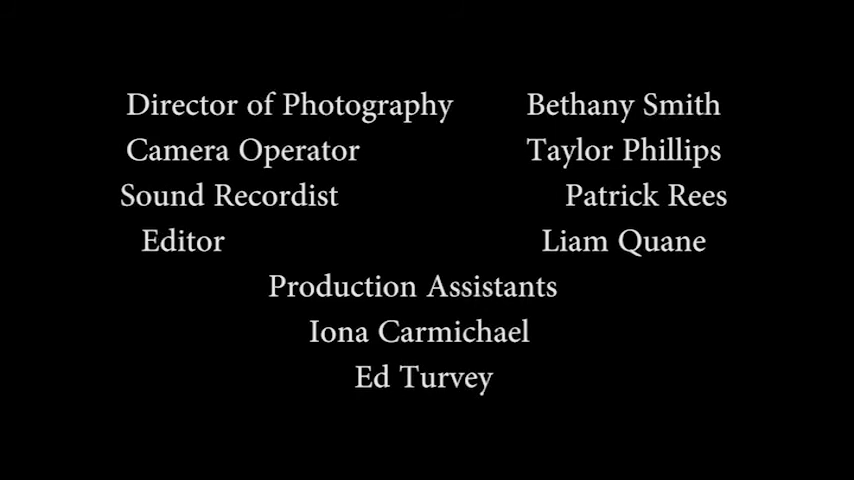 Director of Photography Bethany Smith
Camera Operator Taylor Phillips
Sound Recordist Patrick Rees
Editor Liam Quane
Production Assistants
Iona Carmichael
Ed Turvey